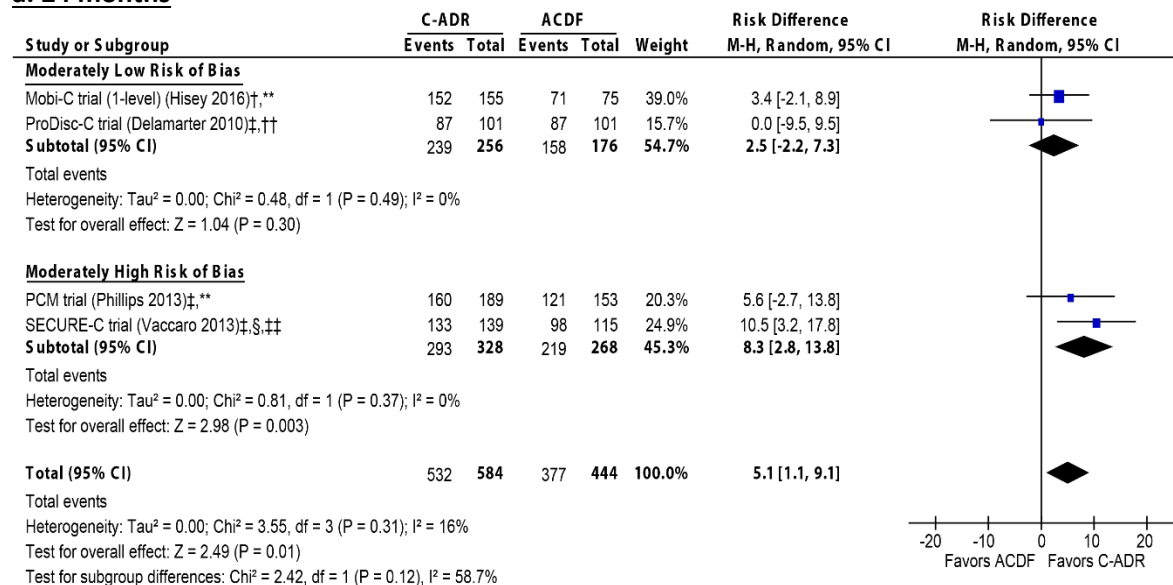 C-ADR ACDF Risk Difference Risk Difference
Study or Subgroup Events Total Events Total Weight M-H, Random, 95% CI M-H, Random, 95% CI
Moderately Low Risk of Bias
Mobi-C trial (1-level) (Hisey 2016)†,** 152 155 71 75 39.0% 3.4 [-2.1, 8.9]
ProDisc-C trial (Delamarter 2010)‡,†† 87 101 87 101 15.7% 0.0 [-9.5, 9.5]
Subtotal (95% CI) 239 256 158 176 54.7% 2.5 [-2.2, 7.3]
Total events
Heterogeneity: Tau² = 0.00; Chi² = 0.48, df = 1 (P = 0.49); I² = 0%
Test for overall effect: Z = 1.04 (P = 0.30)
Moderately High Risk of Bias
PCM trial (Phillips 2013)‡,** 160 189 121 153 20.3% 5.6 [-2.7, 13.8]
SECURE-C trial (Vaccaro 2013)‡,§,‡‡ 133 139 98 115 24.9% 10.5 [3.2, 17.8]
Subtotal (95% CI) 293 328 219 268 45.3% 8.3 [2.8, 13.8]
Total events
Heterogeneity: Tau² = 0.00; Chi² = 0.81, df = 1 (P = 0.37); I² = 0%
Test for overall effect: Z = 2.98 (P = 0.003)
Total (95% CI) 532 584 377 444 100.0% 5.1 [1.1, 9.1]
Total events
Heterogeneity: Tau² = 0.00; Chi² = 3.55, df = 3 (P = 0.31); I² = 16%
Test for overall effect: Z = 2.49 (P = 0.01)
Test for subgroup differences: Chi² = 2.42, df = 1 (P = 0.12), I² = 58.7%
-20 -10 0 10 20
Favors ACDF Favors C-ADR